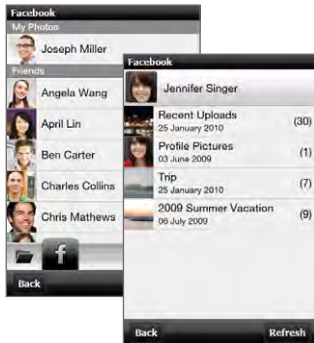 Facebook
My Photos
Joseph Miller
Friends
Angela Wang
April Lin
Ben Carter
Charles Collins
Chris Mathews
f
Back
Facebook
Jennifer Singer
Recent Uploads (30)
25 January 2010
Profile Pictures (1)
03 June 2009
Trip (7)
25 January 2010
2009 Summer Vacation (9)
06 July 2009
Back Refresh